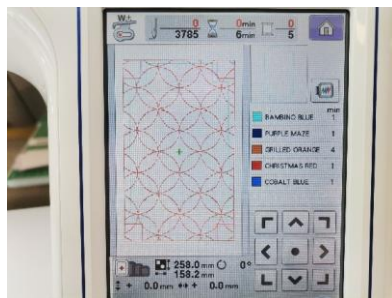 W+
0
3785
0min
6min
0
5
min
BAMBINO BLUE 1
PURPLE MAZE 1
GRILLED ORANGE 4
CHRISTMAS RED 1
COBALT BLUE 1
258.0 mm 0°
158.2 mm
+ 0.0 mm + 0.0 mm